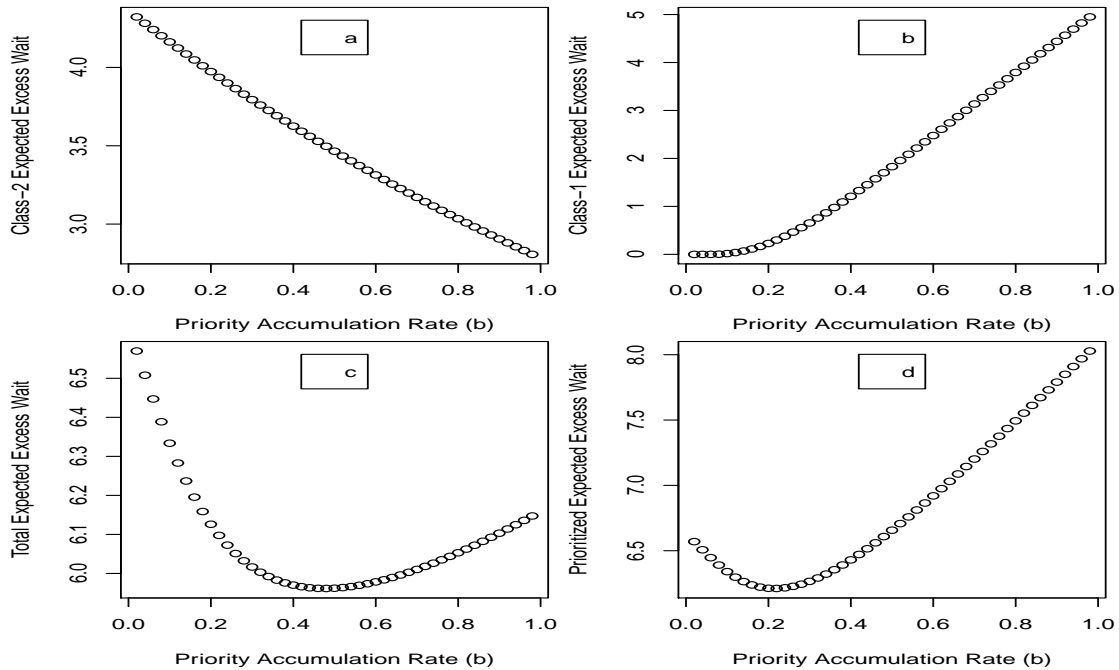 a
Class-2 Expected Excess Wait
4.0
3.5
3.0
0.0 0.2 0.4 0.6 0.8 1.0
Priority Accumulation Rate (b)
b
Class-1 Expected Excess Wait
5
4
3
2
1
0
0.0 0.2 0.4 0.6 0.8 1.0
Priority Accumulation Rate (b)
c
Total Expected Excess Wait
6.5
6.4
6.3
6.2
6.1
6.0
0.0 0.2 0.4 0.6 0.8 1.0
Priority Accumulation Rate (b)
d
Prioritized Expected Excess Wait
8.0
7.5
7.0
6.5
0.0 0.2 0.4 0.6 0.8 1.0
Priority Accumulation Rate (b)